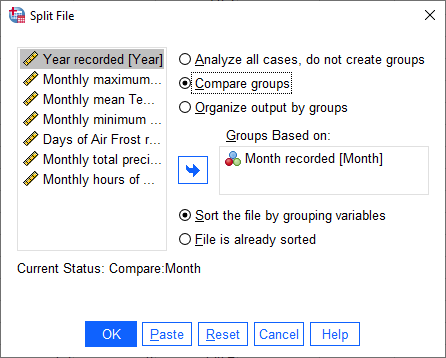 Split File
Year recorded [Year]
Monthly maximum...
Monthly mean Te...
Monthly minimum ...
Days of Air Frost r...
Monthly total preci...
Monthly hours of ...
Analyze all cases, do not create groups
Compare groups
Organize output by groups
Groups Based on:
Month recorded [Month]
Sort the file by grouping variables
File is already sorted
Current Status: Compare:Month
OK Paste Reset Cancel Help